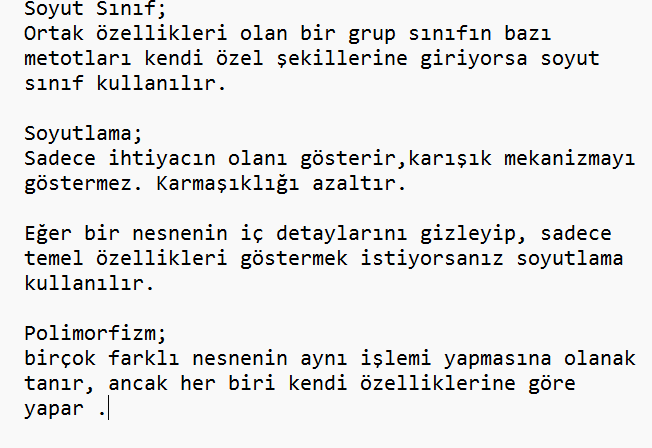 Soyut Sınıf;
Ortak özellikleri olan bir grup sınıfın bazı
metotları kendi özel şekillerine giriyorsa soyut
sınıf kullanılır.
Soyutlama;
Sadece ihtiyacın olanı gösterir,karışık mekanizmayı
göstermez. Karmaşıklığı azaltır.
Eğer bir nesnenin iç detaylarını gizleyip, sadece
temel özellikleri göstermek istiyorsanız soyutlama
kullanılır.
Polimorfizm;
birçok farklı nesnenin aynı işlemi yapmasına olanak
tanır, ancak her biri kendi özelliklerine göre
yapar .